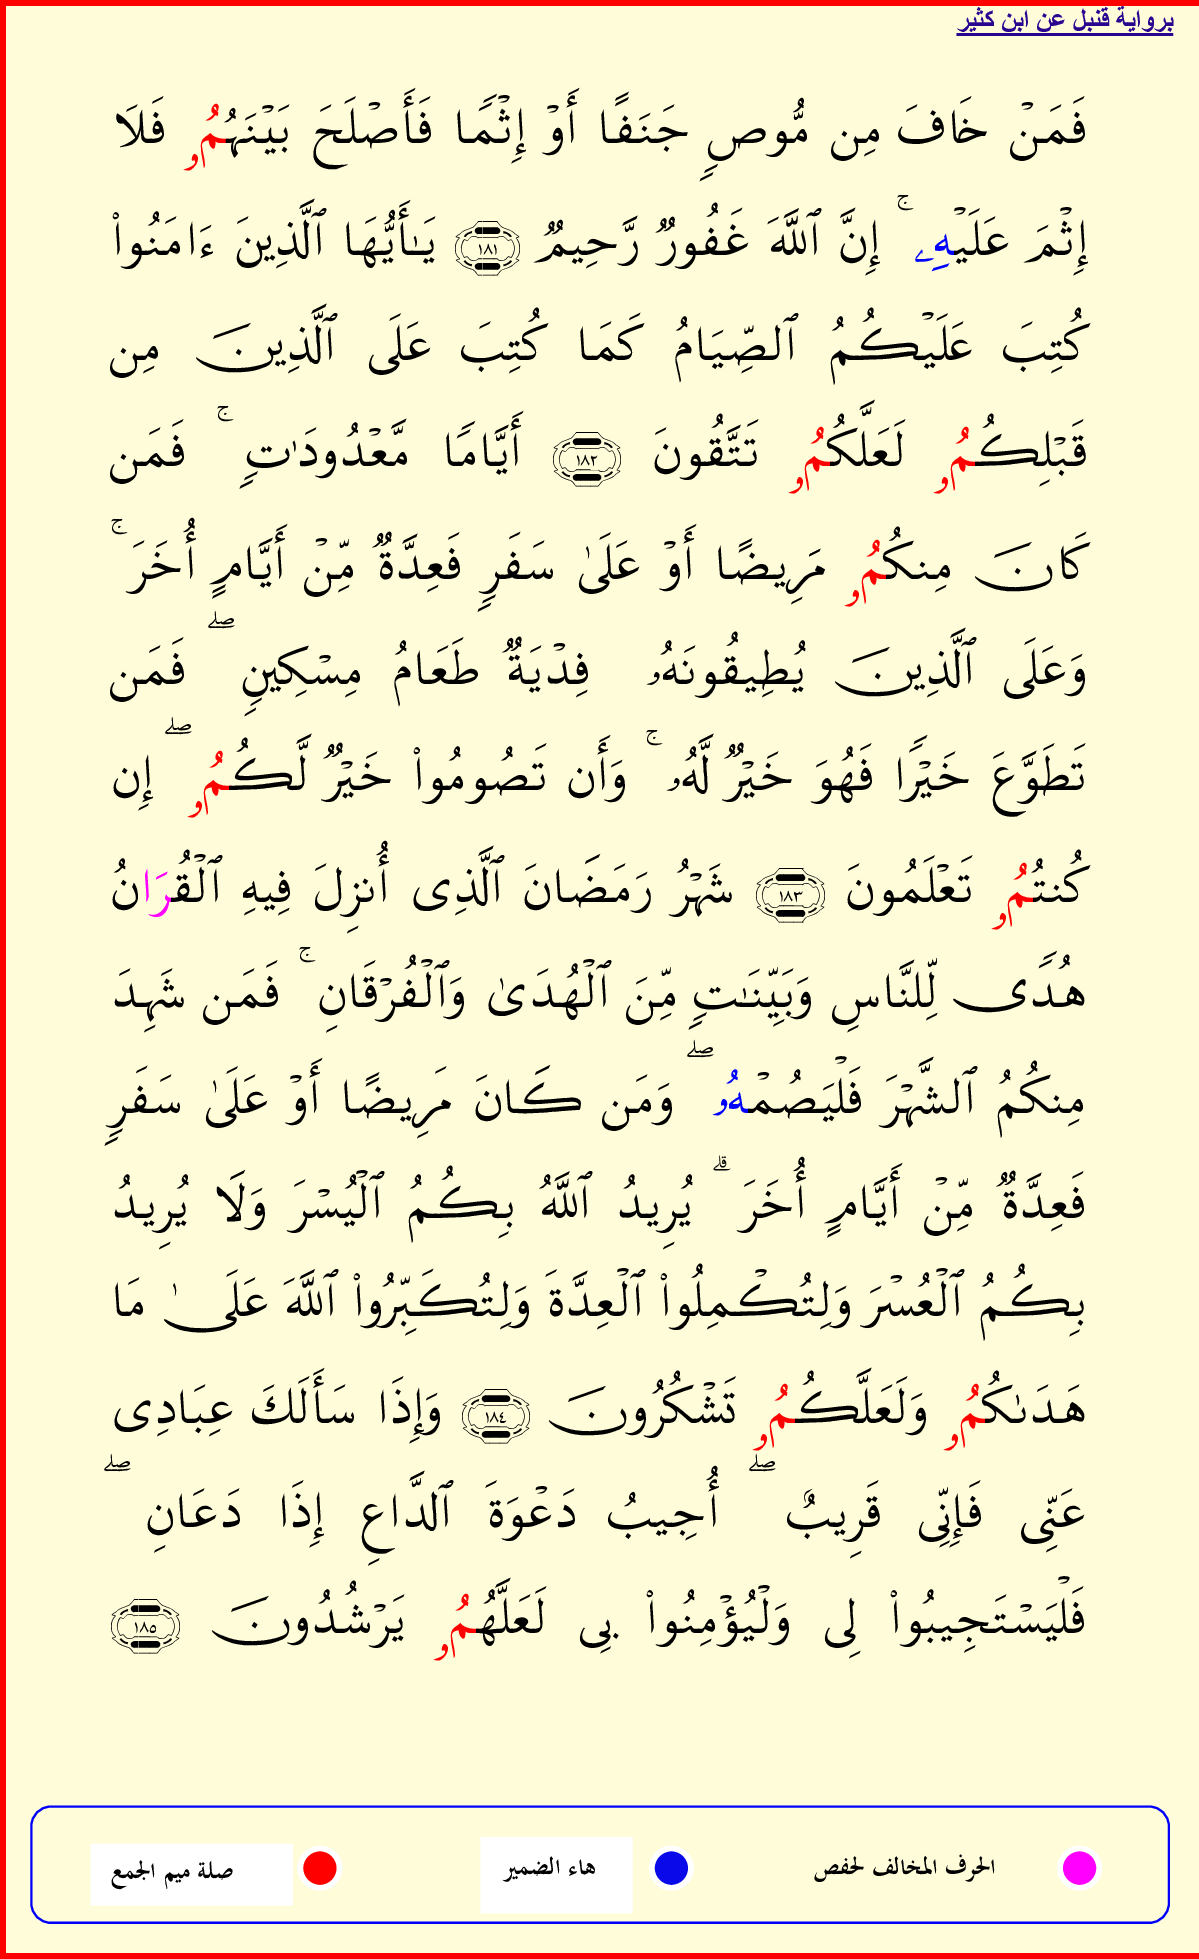 برواية قنبل عن ابن كثير
فَمَنۡ خَافَ مِن مُّوصٖ جَنَفًا أَوۡ إِثۡمٗا فَأَصۡلَحَ بَيۡنَهُمُۥ فَلَا
إِثۡمَ عَلَيۡهِۦۚ إِنَّ ٱللَّهَ غَفُورٞ رَّحِيمٞ ١٨١ يَـٰٓأَيُّهَا ٱلَّذِينَ ءَامَنُواْ
كُتِبَ عَلَيۡكُمُ ٱلصِّيَامُ كَمَا كُتِبَ عَلَى ٱلَّذِينَ مِن
قَبۡلِكُمُۥ لَعَلَّكُمُۥ تَتَّقُونَ ١٨٢ أَيَّامٗا مَّعۡدُودَٰتٖۚ فَمَن
كَانَ مِنكُمُۥ مَرِيضًا أَوۡ عَلَىٰ سَفَرٖ فَعِدَّةٞ مِّنۡ أَيَّامٍ أُخَرَۚ
وَعَلَى ٱلَّذِينَ يُطِيقُونَهُۥ فِدۡيَةٞ طَعَامُ مِسۡكِينٖۖ فَمَن
تَطَوَّعَ خَيۡرٗا فَهُوَ خَيۡرٞ لَّهُۥۚ وَأَن تَصُومُواْ خَيۡرٞ لَّكُمُۥۖ إِن
كُنتُمُۥ تَعۡلَمُونَ ١٨٣ شَهۡرُ رَمَضَانَ ٱلَّذِى أُنزِلَ فِيهِ ٱلۡقُرَانُ
هُدٗى لِّلنَّاسِ وَبَيِّنَٰتٖ مِّنَ ٱلۡهُدَىٰ وَٱلۡفُرۡقَانِۚ فَمَن شَهِدَ
مِنكُمُ ٱلشَّهۡرَ فَلۡيَصُمۡهُۥۖ وَمَن كَانَ مَرِيضًا أَوۡ عَلَىٰ سَفَرٖ
فَعِدَّةٞ مِّنۡ أَيَّامٍ أُخَرَۗ يُرِيدُ ٱللَّهُ بِكُمُ ٱلۡيُسۡرَ وَلَا يُرِيدُ
بِكُمُ ٱلۡعُسۡرَ وَلِتُكۡمِلُواْ ٱلۡعِدَّةَ وَلِتُكَبِّرُواْ ٱللَّهَ عَلَىٰ مَا
هَدَىٰكُمُۥ وَلَعَلَّكُمُۥ تَشۡكُرُونَ ١٨٤ وَإِذَا سَأَلَكَ عِبَادِى
عَنِّى فَإِنِّى قَرِيبٌۖ أُجِيبُ دَعۡوَةَ ٱلدَّاعِ إِذَا دَعَانِۖ
فَلۡيَسۡتَجِيبُواْ لِى وَلۡيُؤۡمِنُواْ بِى لَعَلَّهُمُۥ يَرۡشُدُونَ ١٨٥
الحرف المخالف لحفص هاء الضمير صلة ميم الجمع